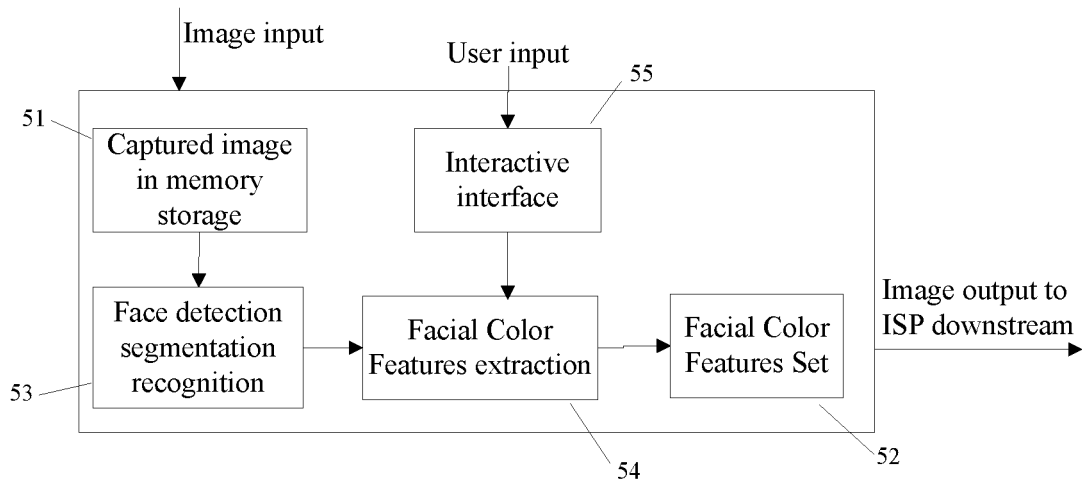 Image input
User input
55
51
Captured image
in memory
storage
Interactive
interface
Face detection
segmentation
recognition
Facial Color
Features extraction
Facial Color
Features Set
Image output to
ISP downstream
53
54
52